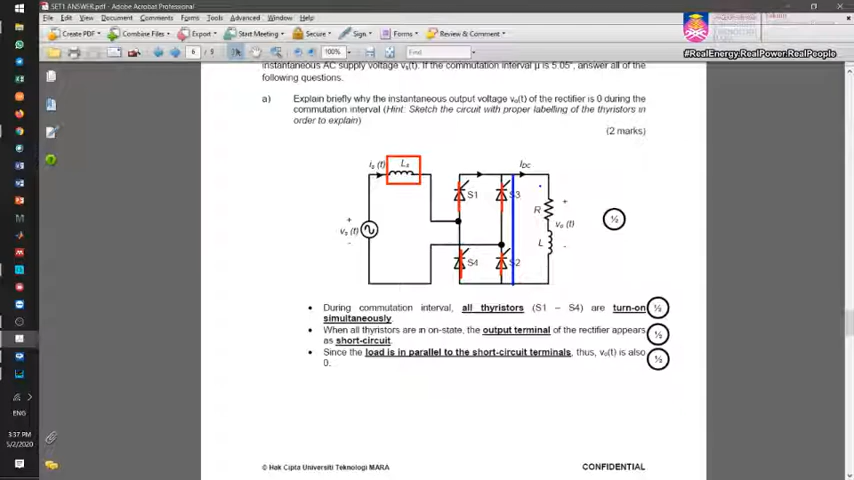 SET1 ANSWER.pdf - Adobe Acrobat Professional
File Edit View Document Comments Forms Tools Advanced Window Help
Create PDF Combine Files Export Start Meeting Secure Sign Forms Review & Comment
6 / 9 100% Find
#RealEnergy.RealPower.RealPeople
instantaneous AC supply voltage vs(t). If the commutation interval µ is 5.05°, answer all of the
following questions.
a) Explain briefly why the instantaneous output voltage vo(t) of the rectifier is 0 during the
commutation interval (Hint: Sketch the circuit with proper labelling of the thyristors in
order to explain)
(2 marks)
is (t) Ls IDC
S1 S3
R +
vo (t)
L -
+
vs (t)
-
S4 S2
½
• During commutation interval, all thyristors (S1 – S4) are turn-on ½
simultaneously.
• When all thyristors are in on-state, the output terminal of the rectifier appears ½
as short-circuit.
• Since the load is in parallel to the short-circuit terminals, thus, vo(t) is also ½
0.
ENG
3:37 PM
5/2/2020
© Hak Cipta Universiti Teknologi MARA CONFIDENTIAL